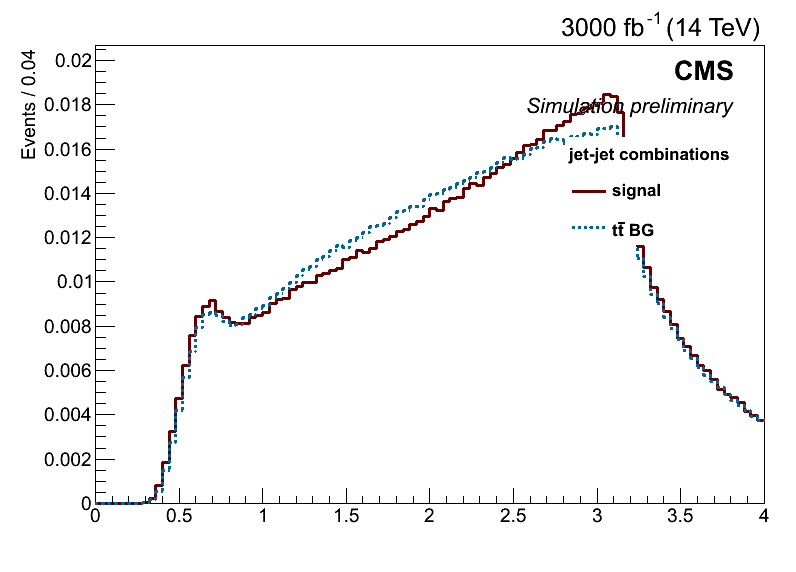 3000 fb⁻¹ (14 TeV)
Events / 0.04
0.02
CMS
0.018
Simulation preliminary
0.016
jet-jet combinations
0.014
signal
0.012
tt̄ BG
0.01
0.008
0.006
0.004
0.002
0
0 0.5 1 1.5 2 2.5 3 3.5 4